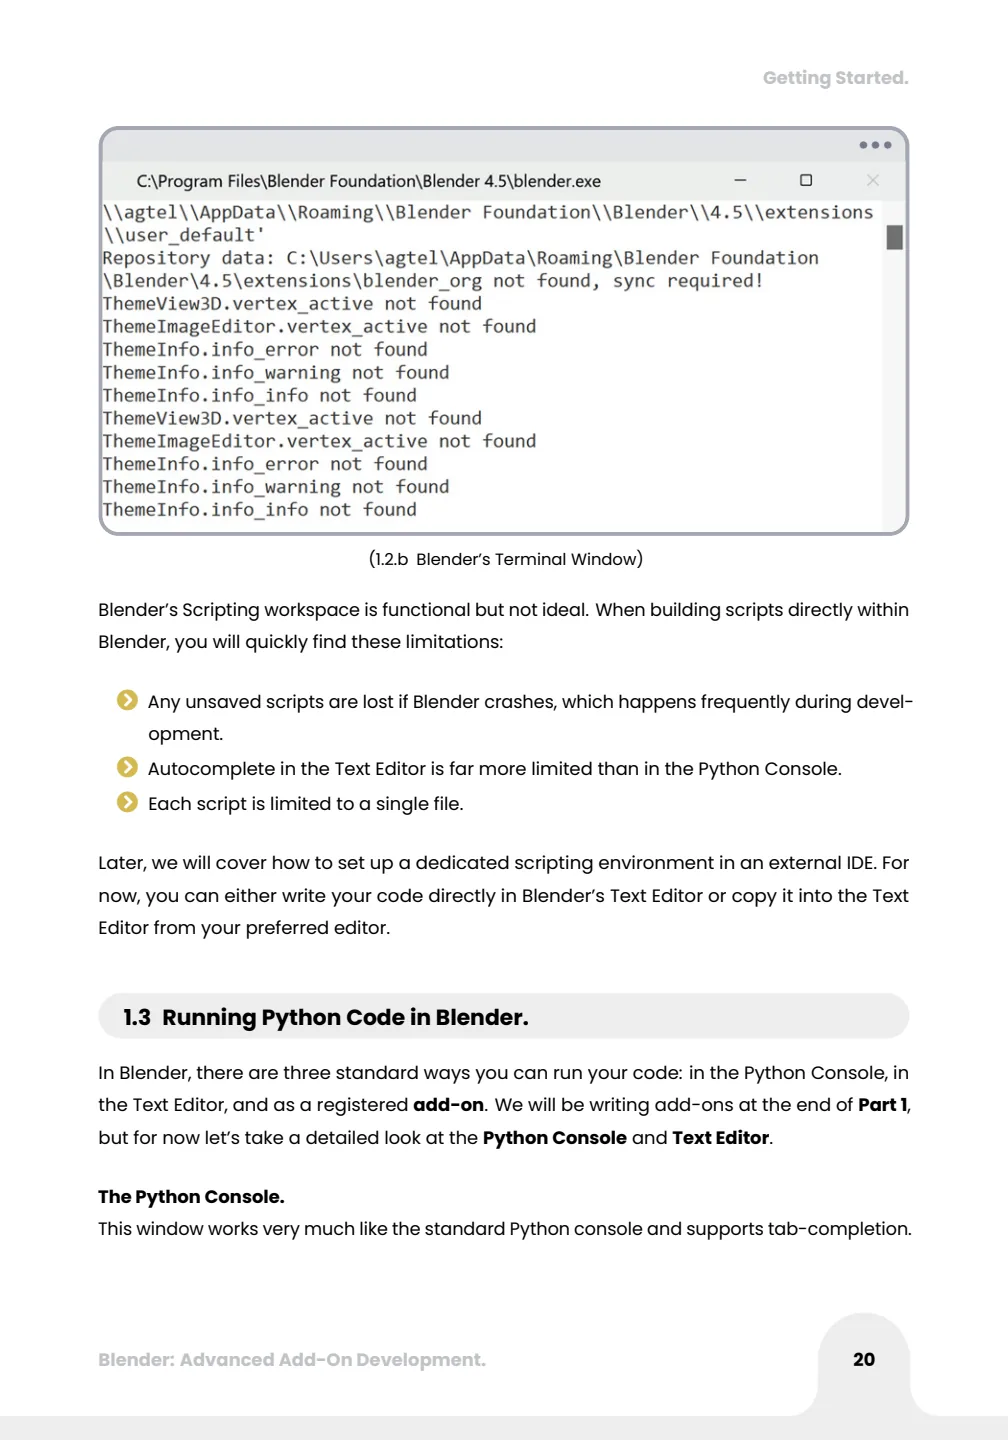 Getting Started.
C:\Program Files\Blender Foundation\Blender 4.5\blender.exe
\\agtel\\AppData\\Roaming\\Blender Foundation\\Blender\\4.5\\extensions
\\user_default'
Repository data: C:\Users\agtel\AppData\Roaming\Blender Foundation
\Blender\4.5\extensions\blender_org not found, sync required!
ThemeView3D.vertex_active not found
ThemeImageEditor.vertex_active not found
ThemeInfo.info_error not found
ThemeInfo.info_warning not found
ThemeInfo.info_info not found
ThemeView3D.vertex_active not found
ThemeImageEditor.vertex_active not found
ThemeInfo.info_error not found
ThemeInfo.info_warning not found
ThemeInfo.info_info not found
(1.2.b Blender’s Terminal Window)
Blender’s Scripting workspace is functional but not ideal. When building scripts directly within
Blender, you will quickly find these limitations:
Any unsaved scripts are lost if Blender crashes, which happens frequently during devel-
opment.
Autocomplete in the Text Editor is far more limited than in the Python Console.
Each script is limited to a single file.
Later, we will cover how to set up a dedicated scripting environment in an external IDE. For
now, you can either write your code directly in Blender’s Text Editor or copy it into the Text
Editor from your preferred editor.
1.3 Running Python Code in Blender.
In Blender, there are three standard ways you can run your code: in the Python Console, in
the Text Editor, and as a registered add-on. We will be writing add-ons at the end of Part 1,
but for now let’s take a detailed look at the Python Console and Text Editor.
The Python Console.
This window works very much like the standard Python console and supports tab-completion.
Blender: Advanced Add-On Development.
20